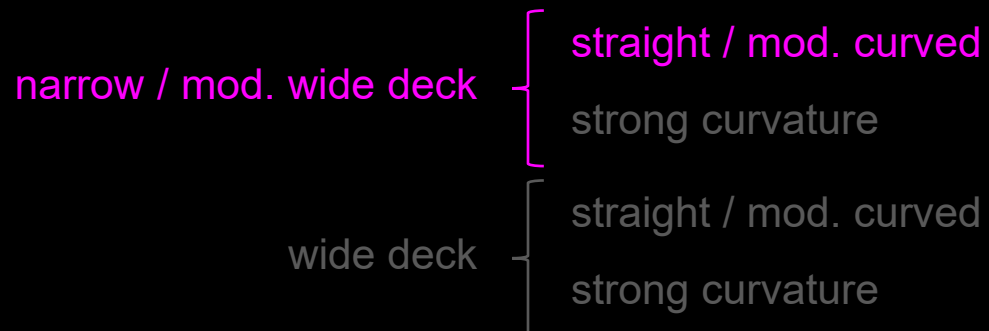 straight / mod. curved
narrow / mod. wide deck
strong curvature
straight / mod. curved
wide deck
strong curvature